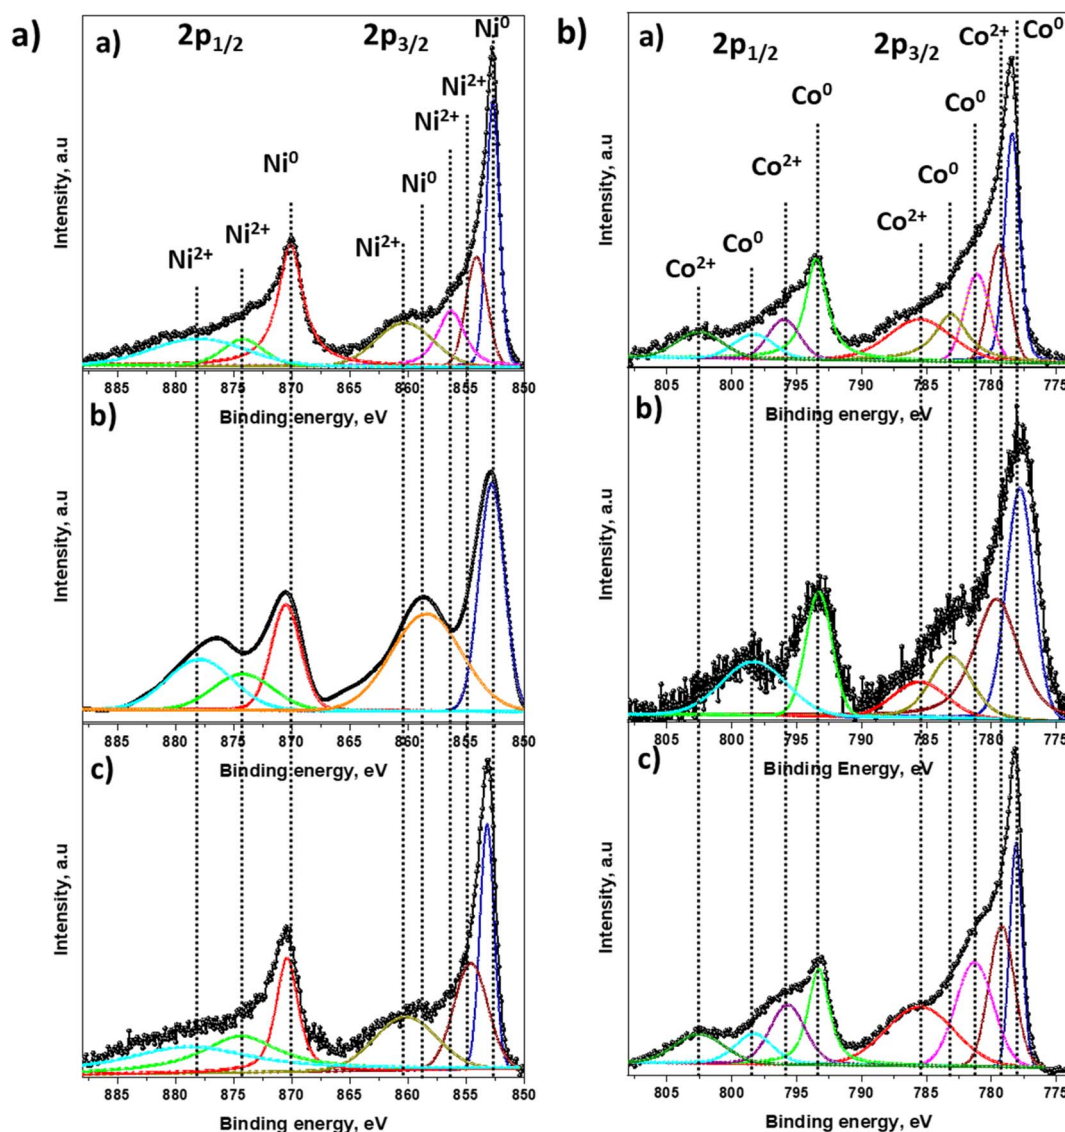 a)
a)
2p1/2
2p3/2
Ni0
Ni2+
Ni2+
Ni0
Ni0
Ni2+
Ni2+
Ni2+
Intensity, a.u
885 880 875 870 865 860 855 850
Binding energy, eV
b)
Intensity, a.u
885 880 875 870 865 860 855 850
Binding energy, eV
c)
Intensity, a.u
885 880 875 870 865 860 855 850
Binding energy, eV
b)
a)
2p1/2
2p3/2
Co2+
Co0
Co0
Co0
Co2+
Co0
Co2+
Co0
Co2+
Intensity, a.u
805 800 795 790 785 780 775
Binding energy, eV
b)
Intensity, a.u
805 800 795 790 785 780 775
Binding Energy, eV
c)
Intensity, a.u
805 800 795 790 785 780 775
Binding energy, eV